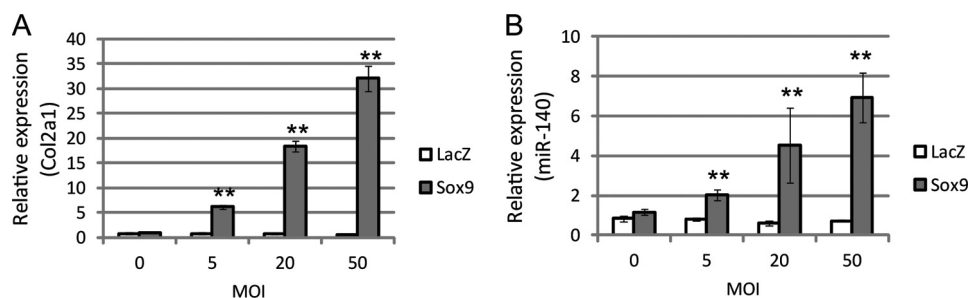 A
Relative expression
(Col2a1)
40
35
30
25
20
15
10
5
0
**
**
**
0 5 20 50
MOI
LacZ
Sox9
B
Relative expression
(miR-140)
10
8
6
4
2
0
**
**
**
0 5 20 50
MOI
LacZ
Sox9